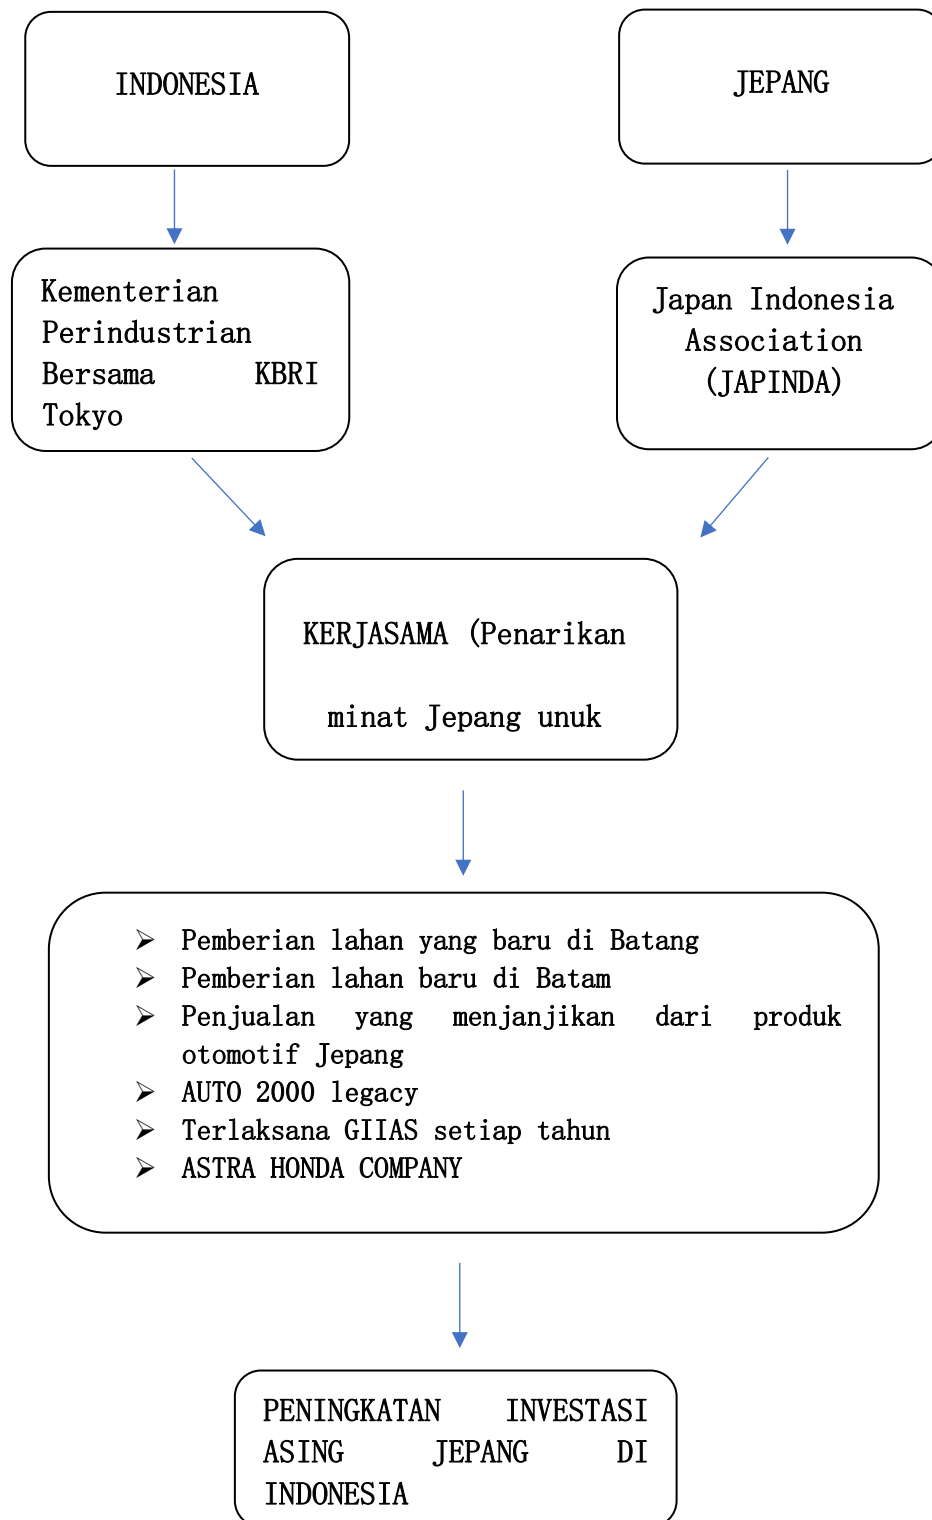 INDONESIA
JEPANG
Kementerian
Perindustrian
Bersama KBRI
Tokyo
Japan Indonesia
Association
(JAPINDA)
KERJASAMA (Penarikan
minat Jepang unuk
➢ Pemberian lahan yang baru di Batang
➢ Pemberian lahan baru di Batam
➢ Penjualan yang menjanjikan dari produk
otomotif Jepang
➢ AUTO 2000 legacy
➢ Terlaksana GIIAS setiap tahun
➢ ASTRA HONDA COMPANY
PENINGKATAN INVESTASI
ASING JEPANG DI
INDONESIA